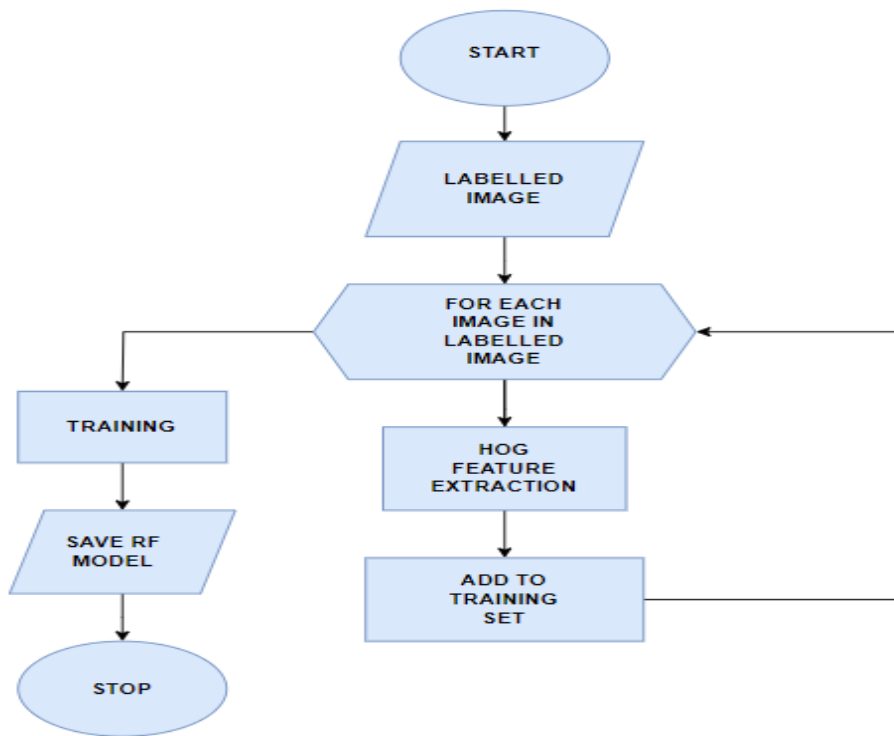 START
LABELLED
IMAGE
FOR EACH
IMAGE IN
LABELLED
IMAGE
TRAINING
HOG
FEATURE
EXTRACTION
SAVE RF
MODEL
ADD TO
TRAINING
SET
STOP